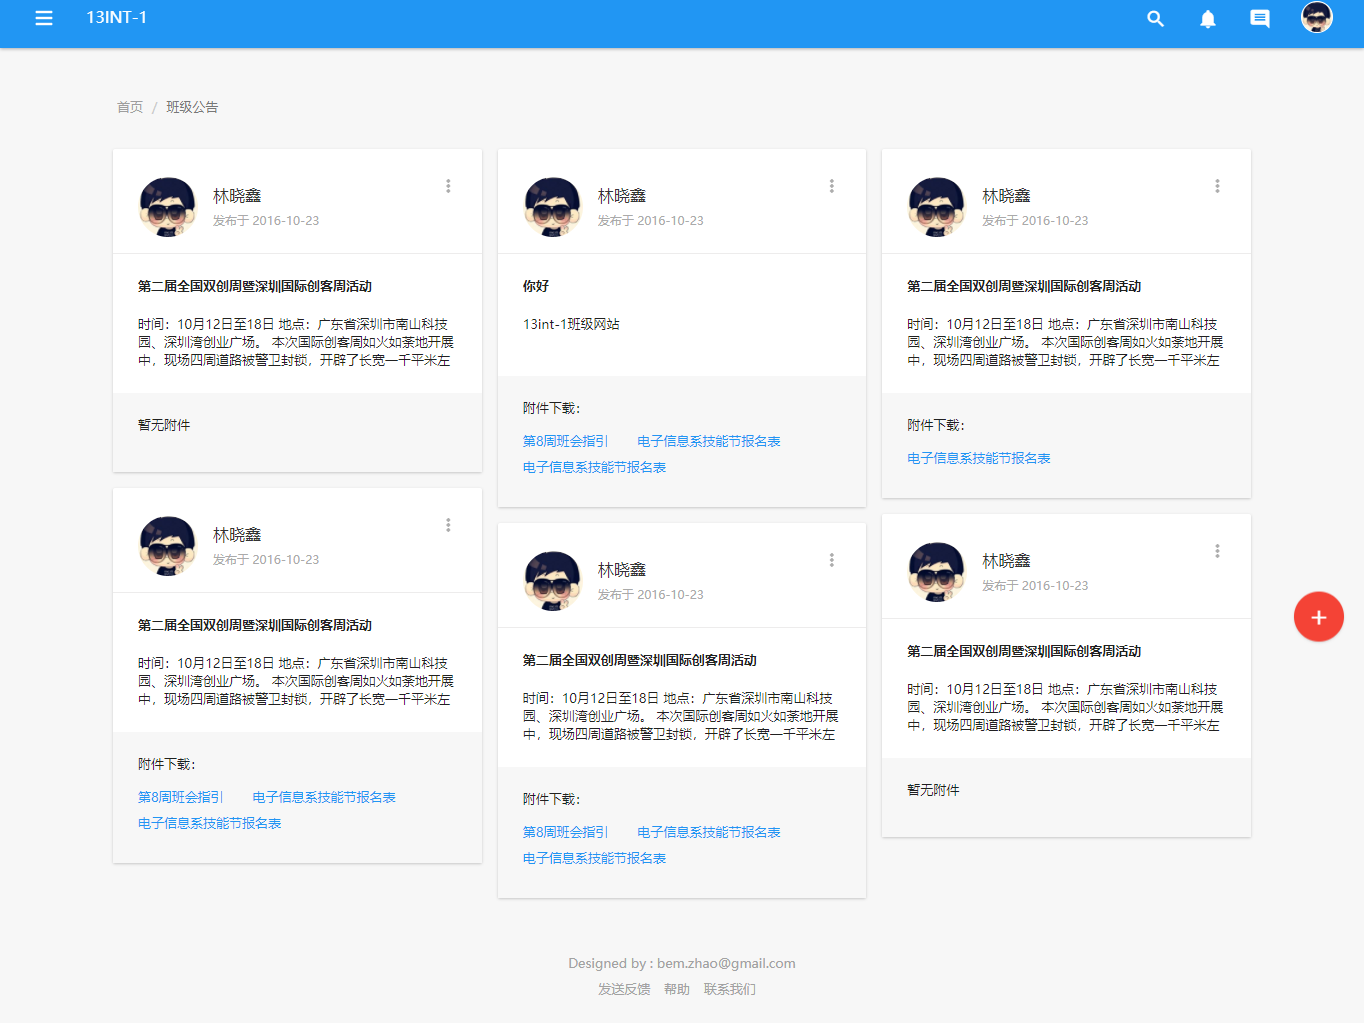 13INT-1
首页 / 班级公告
林晓鑫
发布于 2016-10-23
第二届全国双创周暨深圳国际创客周活动
时间：10月12日至18日 地点：广东省深圳市南山科技
园、深圳湾创业广场。 本次国际创客周如火如荼地开展
中，现场四周道路被警卫封锁，开辟了长宽一千平米左
暂无附件
林晓鑫
发布于 2016-10-23
第二届全国双创周暨深圳国际创客周活动
时间：10月12日至18日 地点：广东省深圳市南山科技
园、深圳湾创业广场。 本次国际创客周如火如荼地开展
中，现场四周道路被警卫封锁，开辟了长宽一千平米左
附件下载：
第8周班会指引 电子信息系技能节报名表
电子信息系技能节报名表
林晓鑫
发布于 2016-10-23
你好
13int-1班级网站
附件下载：
第8周班会指引 电子信息系技能节报名表
电子信息系技能节报名表
林晓鑫
发布于 2016-10-23
第二届全国双创周暨深圳国际创客周活动
时间：10月12日至18日 地点：广东省深圳市南山科技
园、深圳湾创业广场。 本次国际创客周如火如荼地开展
中，现场四周道路被警卫封锁，开辟了长宽一千平米左
附件下载：
第8周班会指引 电子信息系技能节报名表
电子信息系技能节报名表
林晓鑫
发布于 2016-10-23
第二届全国双创周暨深圳国际创客周活动
时间：10月12日至18日 地点：广东省深圳市南山科技
园、深圳湾创业广场。 本次国际创客周如火如荼地开展
中，现场四周道路被警卫封锁，开辟了长宽一千平米左
附件下载：
电子信息系技能节报名表
林晓鑫
发布于 2016-10-23
第二届全国双创周暨深圳国际创客周活动
时间：10月12日至18日 地点：广东省深圳市南山科技
园、深圳湾创业广场。 本次国际创客周如火如荼地开展
中，现场四周道路被警卫封锁，开辟了长宽一千平米左
暂无附件
Designed by : bem.zhao@gmail.com
发送反馈 帮助 联系我们